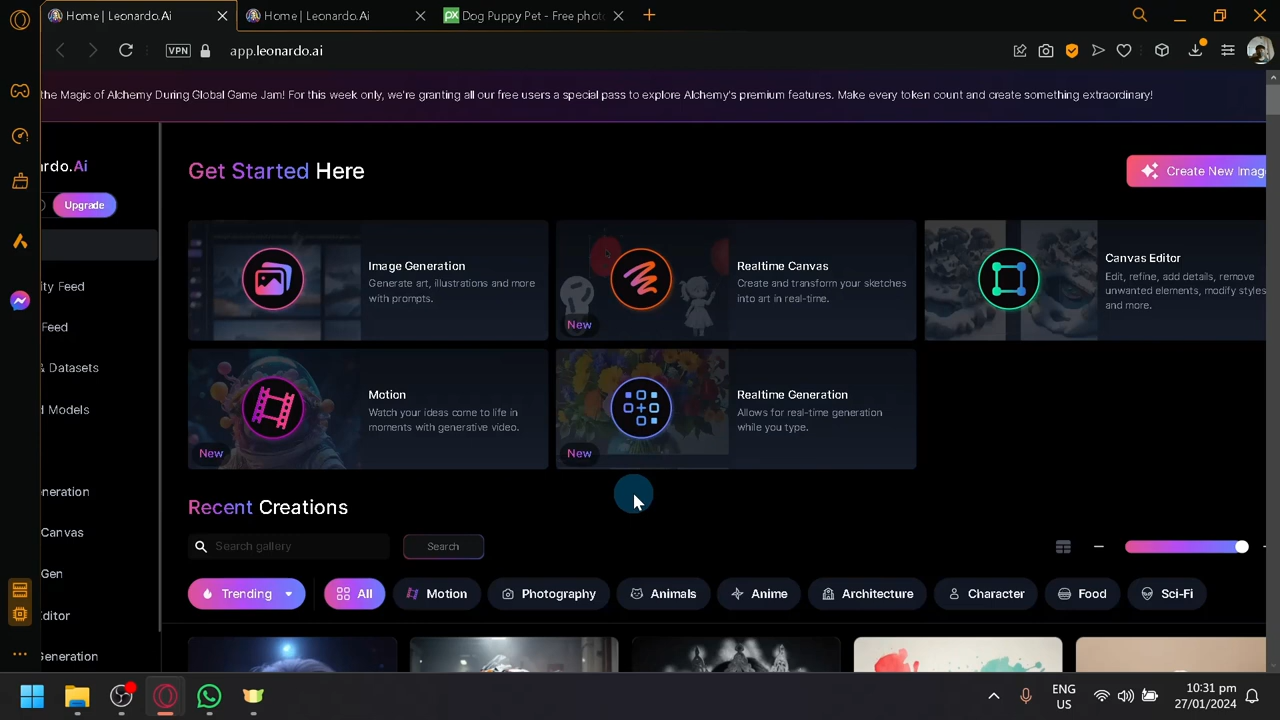 Home | Leonardo.Ai
Home | Leonardo.Ai
Dog Puppy Pet - Free photo
VPN
app.leonardo.ai
the Magic of Alchemy During Global Game Jam! For this week only, we're granting all our free users a special pass to explore Alchemy's premium features. Make every token count and create something extraordinary!
rdo.Ai
Upgrade
ty Feed
Feed
& Datasets
d Models
neration
Canvas
Gen
ditor
Generation
Get Started Here
Create New Imag
Image Generation
Generate art, illustrations and more
with prompts.
Realtime Canvas
Create and transform your sketches
into art in real-time.
New
Canvas Editor
Edit, refine, add details, remove
unwanted elements, modify styles
and more.
Motion
Watch your ideas come to life in
moments with generative video.
New
Realtime Generation
Allows for real-time generation
while you type.
New
Recent Creations
Search gallery
Search
Trending
All
Motion
Photography
Animals
Anime
Architecture
Character
Food
Sci-Fi
ENG
US
10:31 pm
27/01/2024